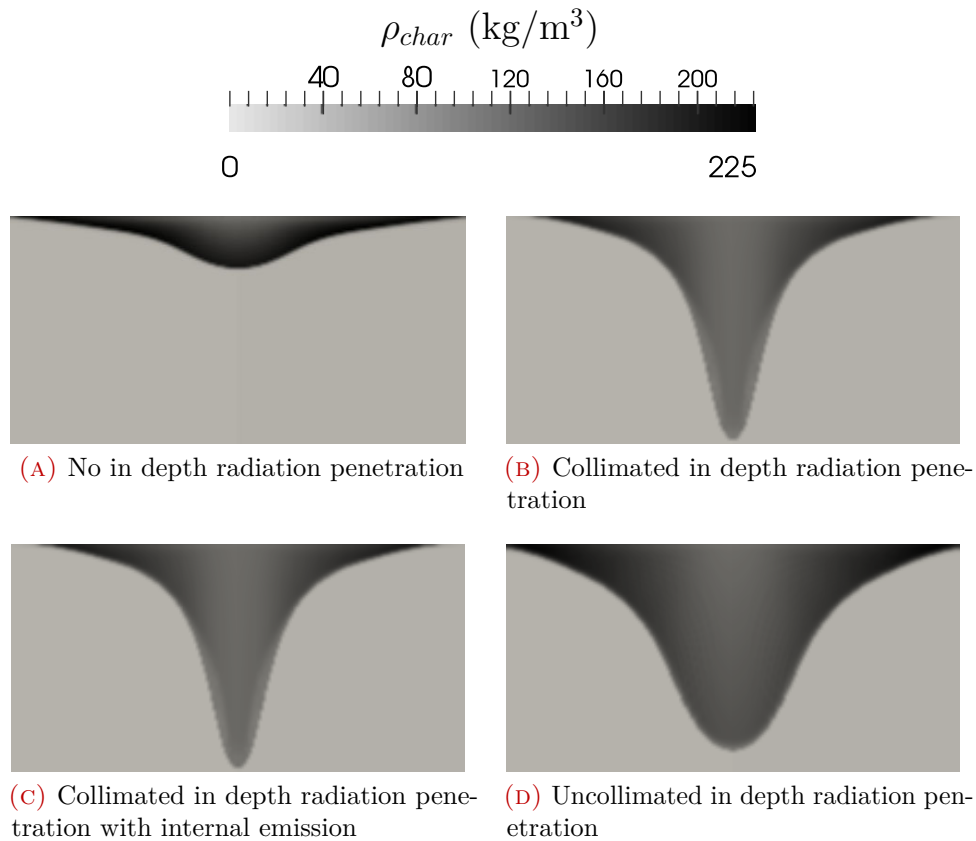 ρ_char (kg/m³)
40 80 120 160 200
0 225
(A) No in depth radiation penetration
(B) Collimated in depth radiation pene-
tration
(C) Collimated in depth radiation pene-
tration with internal emission
(D) Uncollimated in depth radiation pen-
etration